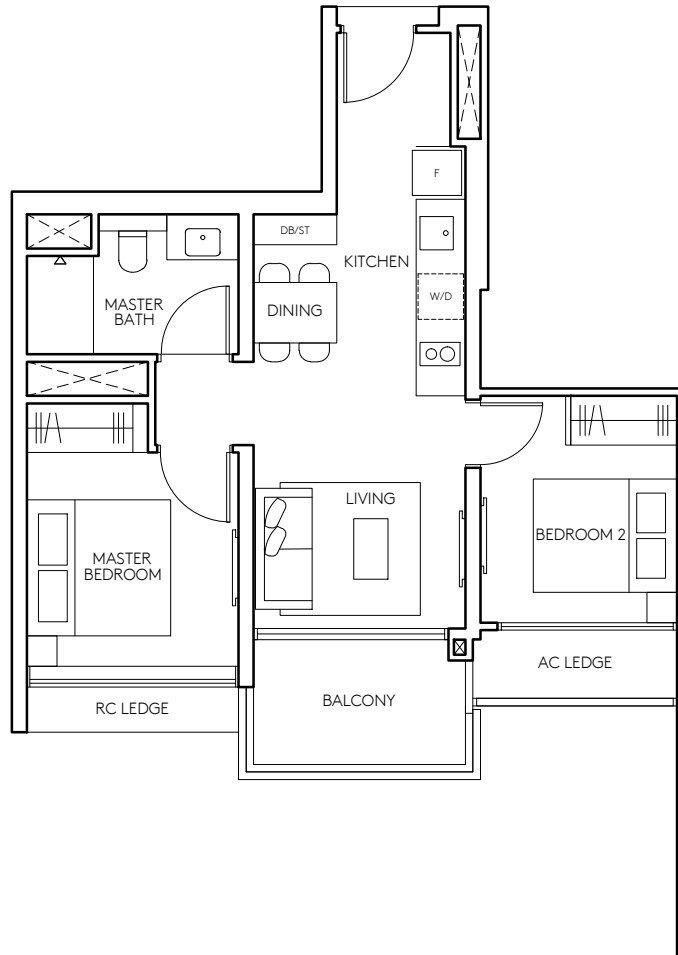 F
DB/ST
KITCHEN
W/D
MASTER
BATH
DINING
LIVING
BEDROOM 2
MASTER
BEDROOM
AC LEDGE
BALCONY
RC LEDGE